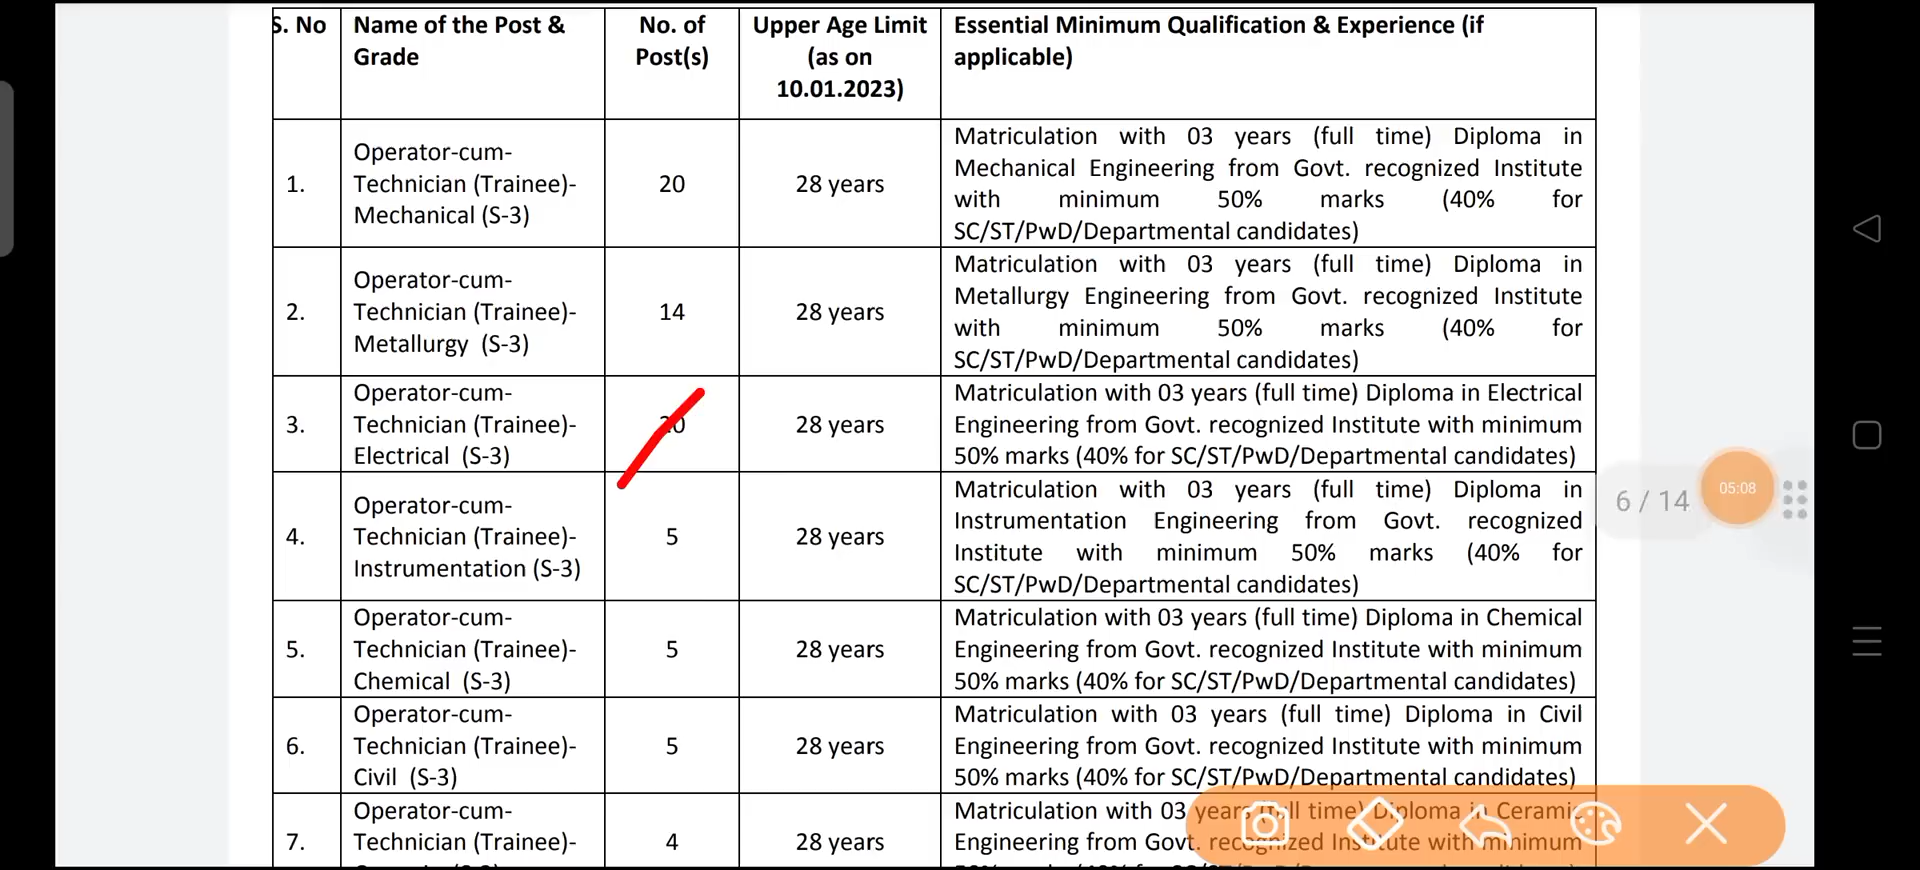 S. No
Name of the Post &
Grade
No. of
Post(s)
Upper Age Limit
(as on
10.01.2023)
Essential Minimum Qualification & Experience (if
applicable)
1.
Operator-cum-
Technician (Trainee)-
Mechanical (S-3)
20
28 years
Matriculation with 03 years (full time) Diploma in
Mechanical Engineering from Govt. recognized Institute
with minimum 50% marks (40% for
SC/ST/PwD/Departmental candidates)
2.
Operator-cum-
Technician (Trainee)-
Metallurgy (S-3)
14
28 years
Matriculation with 03 years (full time) Diploma in
Metallurgy Engineering from Govt. recognized Institute
with minimum 50% marks (40% for
SC/ST/PwD/Departmental candidates)
3.
Operator-cum-
Technician (Trainee)-
Electrical (S-3)
28 years
Matriculation with 03 years (full time) Diploma in Electrical
Engineering from Govt. recognized Institute with minimum
50% marks (40% for SC/ST/PwD/Departmental candidates)
4.
Operator-cum-
Technician (Trainee)-
Instrumentation (S-3)
5
28 years
Matriculation with 03 years (full time) Diploma in
Instrumentation Engineering from Govt. recognized
Institute with minimum 50% marks (40% for
SC/ST/PwD/Departmental candidates)
6 / 14
05:08
5.
Operator-cum-
Technician (Trainee)-
Chemical (S-3)
5
28 years
Matriculation with 03 years (full time) Diploma in Chemical
Engineering from Govt. recognized Institute with minimum
50% marks (40% for SC/ST/PwD/Departmental candidates)
6.
Operator-cum-
Technician (Trainee)-
Civil (S-3)
5
28 years
Matriculation with 03 years (full time) Diploma in Civil
Engineering from Govt. recognized Institute with minimum
50% marks (40% for SC/ST/PwD/Departmental candidates)
7.
Operator-cum-
Technician (Trainee)-
4
28 years
Matriculation with 03 years (full time) Diploma in Ceramic
Engineering from Govt. recognized Institute with minimum